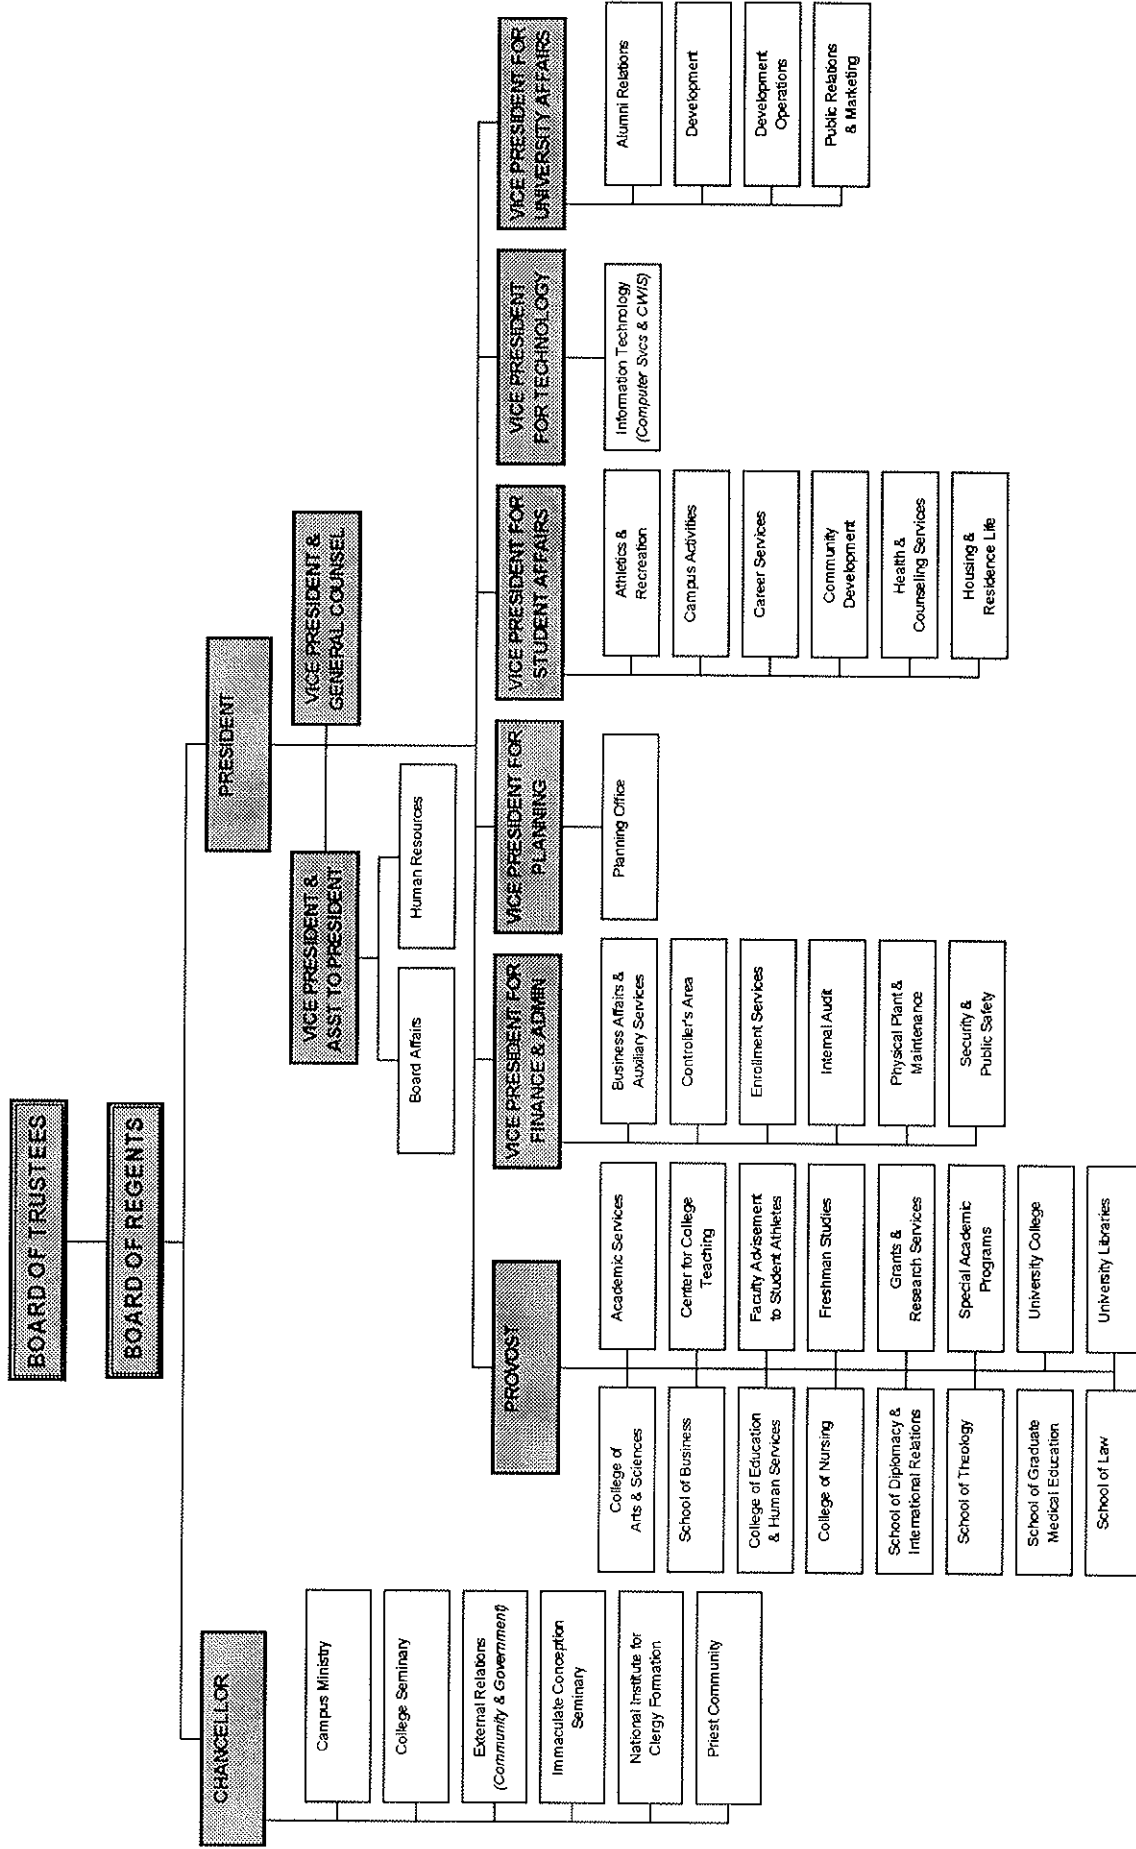 BOARD OF TRUSTEES
BOARD OF REGENTS
CHANCELLOR
Campus Ministry
College Seminary
External Relations
(Community & Government)
Immaculate Conception
Seminary
National Institute for
Clergy Formation
Priest Community
PRESIDENT
VICE PRESIDENT &
ASST TO PRESIDENT
VICE PRESIDENT &
GENERAL COUNSEL
Board Affairs
Human Resources
PROVOST
College of
Arts & Sciences
School of Business
College of Education
& Human Services
College of Nursing
School of Diplomacy &
International Relations
School of Theology
School of Graduate
Medical Education
School of Law
Academic Services
Center for College
Teaching
Faculty Advisement
to Student Athletes
Freshman Studies
Grants &
Research Services
Special Academic
Programs
University College
University Libraries
VICE PRESIDENT FOR
FINANCE & ADMIN
Business Affairs &
Auxiliary Services
Controller's Area
Enrollment Services
Internal Audit
Physical Plant &
Maintenance
Security &
Public Safety
VICE PRESIDENT FOR
PLANNING
Planning Office
VICE PRESIDENT FOR
STUDENT AFFAIRS
Athletics &
Recreation
Campus Activities
Career Services
Community
Development
Health &
Counseling Services
Housing &
Residence Life
VICE PRESIDENT
FOR TECHNOLOGY
Information Technology
(Computer Svcs & CWIS)
VICE PRESIDENT FOR
UNIVERSITY AFFAIRS
Alumni Relations
Development
Development
Operations
Public Relations
& Marketing